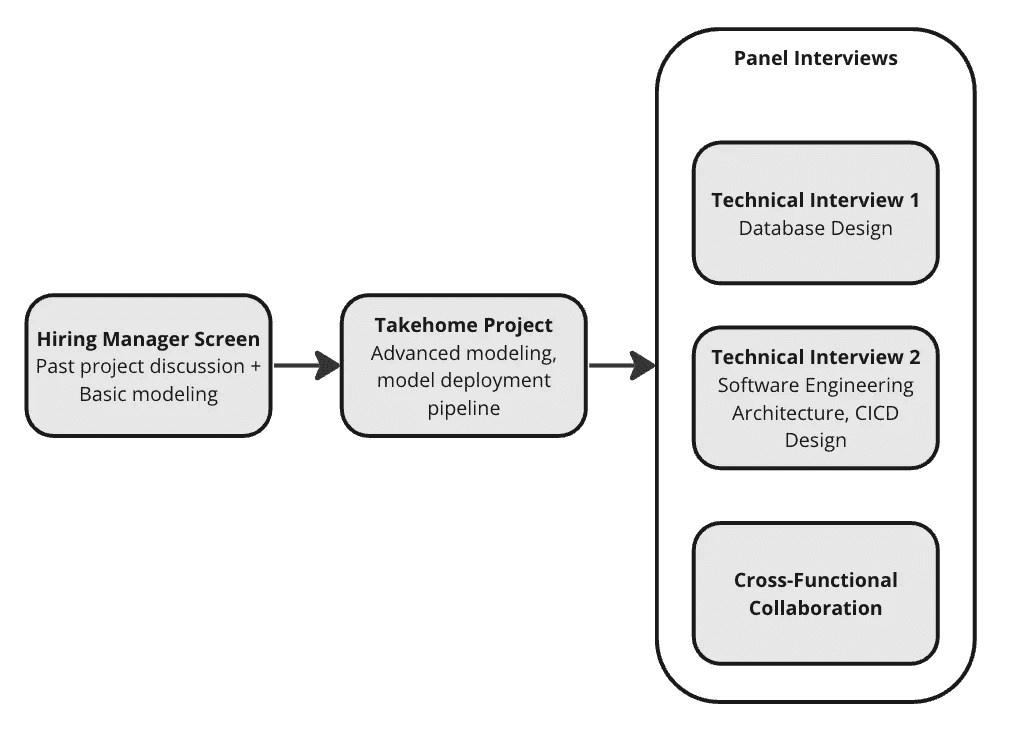 Hiring Manager Screen
Past project discussion +
Basic modeling
Takehome Project
Advanced modeling,
model deployment
pipeline
Panel Interviews
Technical Interview 1
Database Design
Technical Interview 2
Software Engineering
Architecture, CICD
Design
Cross-Functional
Collaboration